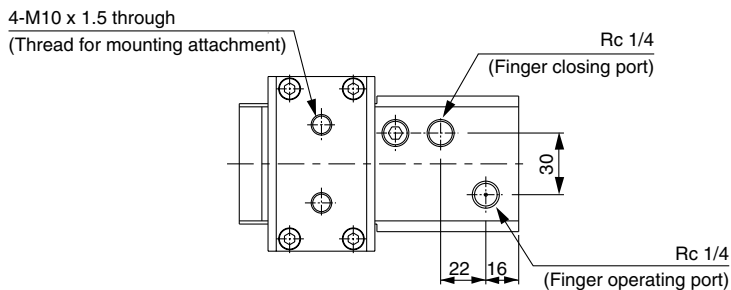 4-M10 x 1.5 through
(Thread for mounting attachment)
Rc 1/4
(Finger closing port)
30
22
16
Rc 1/4
(Finger operating port)